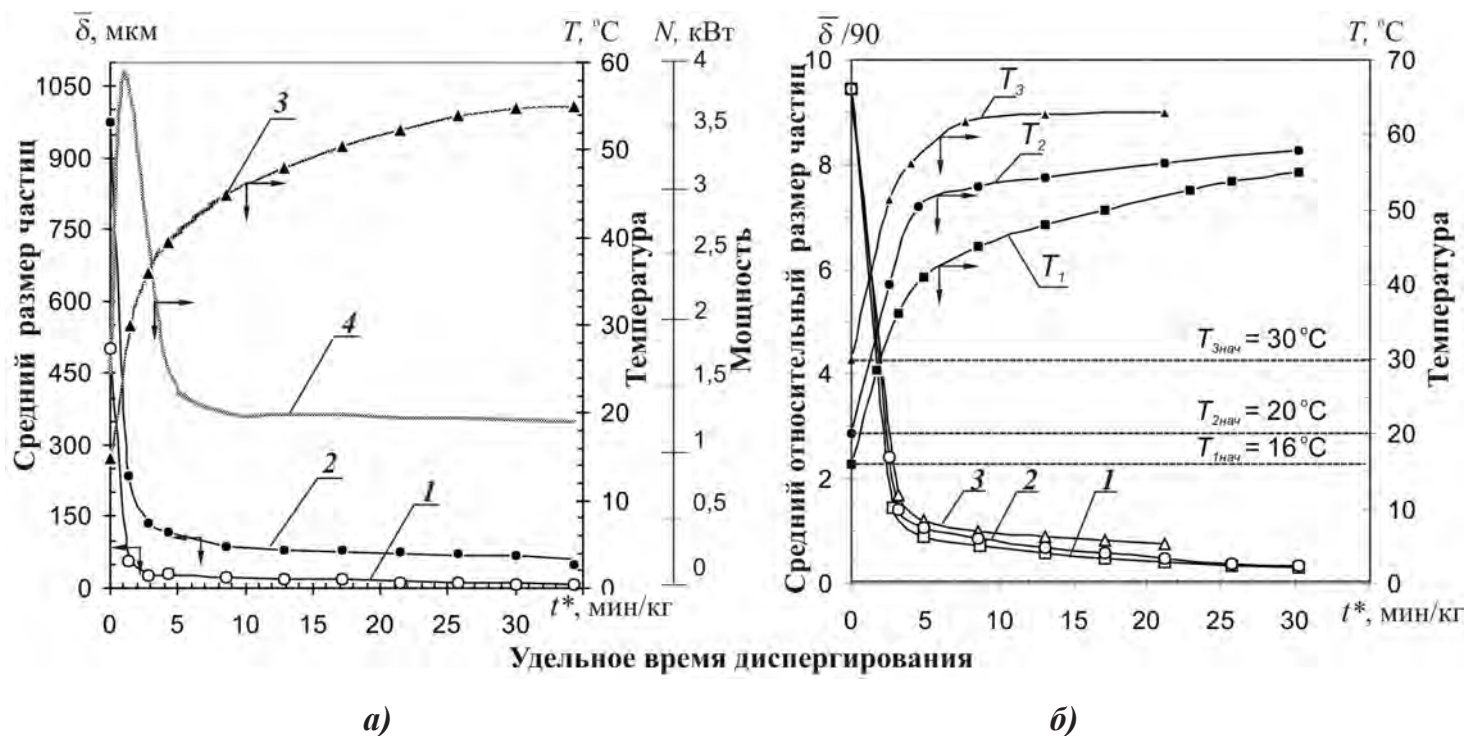 δ, мкм
T, °C
N, кВт
1050
900
750
600
450
300
150
0
Средний размер частиц
60
50
40
30
20
10
0
Температура
4
3,5
3
2,5
2
1,5
1
0,5
0
Мощность
3
4
2
1
0 5 10 15 20 25 30
t*, мин/кг
δ /90
T, °C
10
8
6
4
2
0
Средний относительный размер частиц
70
60
50
40
30
20
10
0
Температура
T3
T2
T1
T3нач = 30°C
T2нач = 20°C
T1нач = 16°C
3 2 1
0 5 10 15 20 25 30 t*, мин/кг
Удельное время диспергирования
а) б)